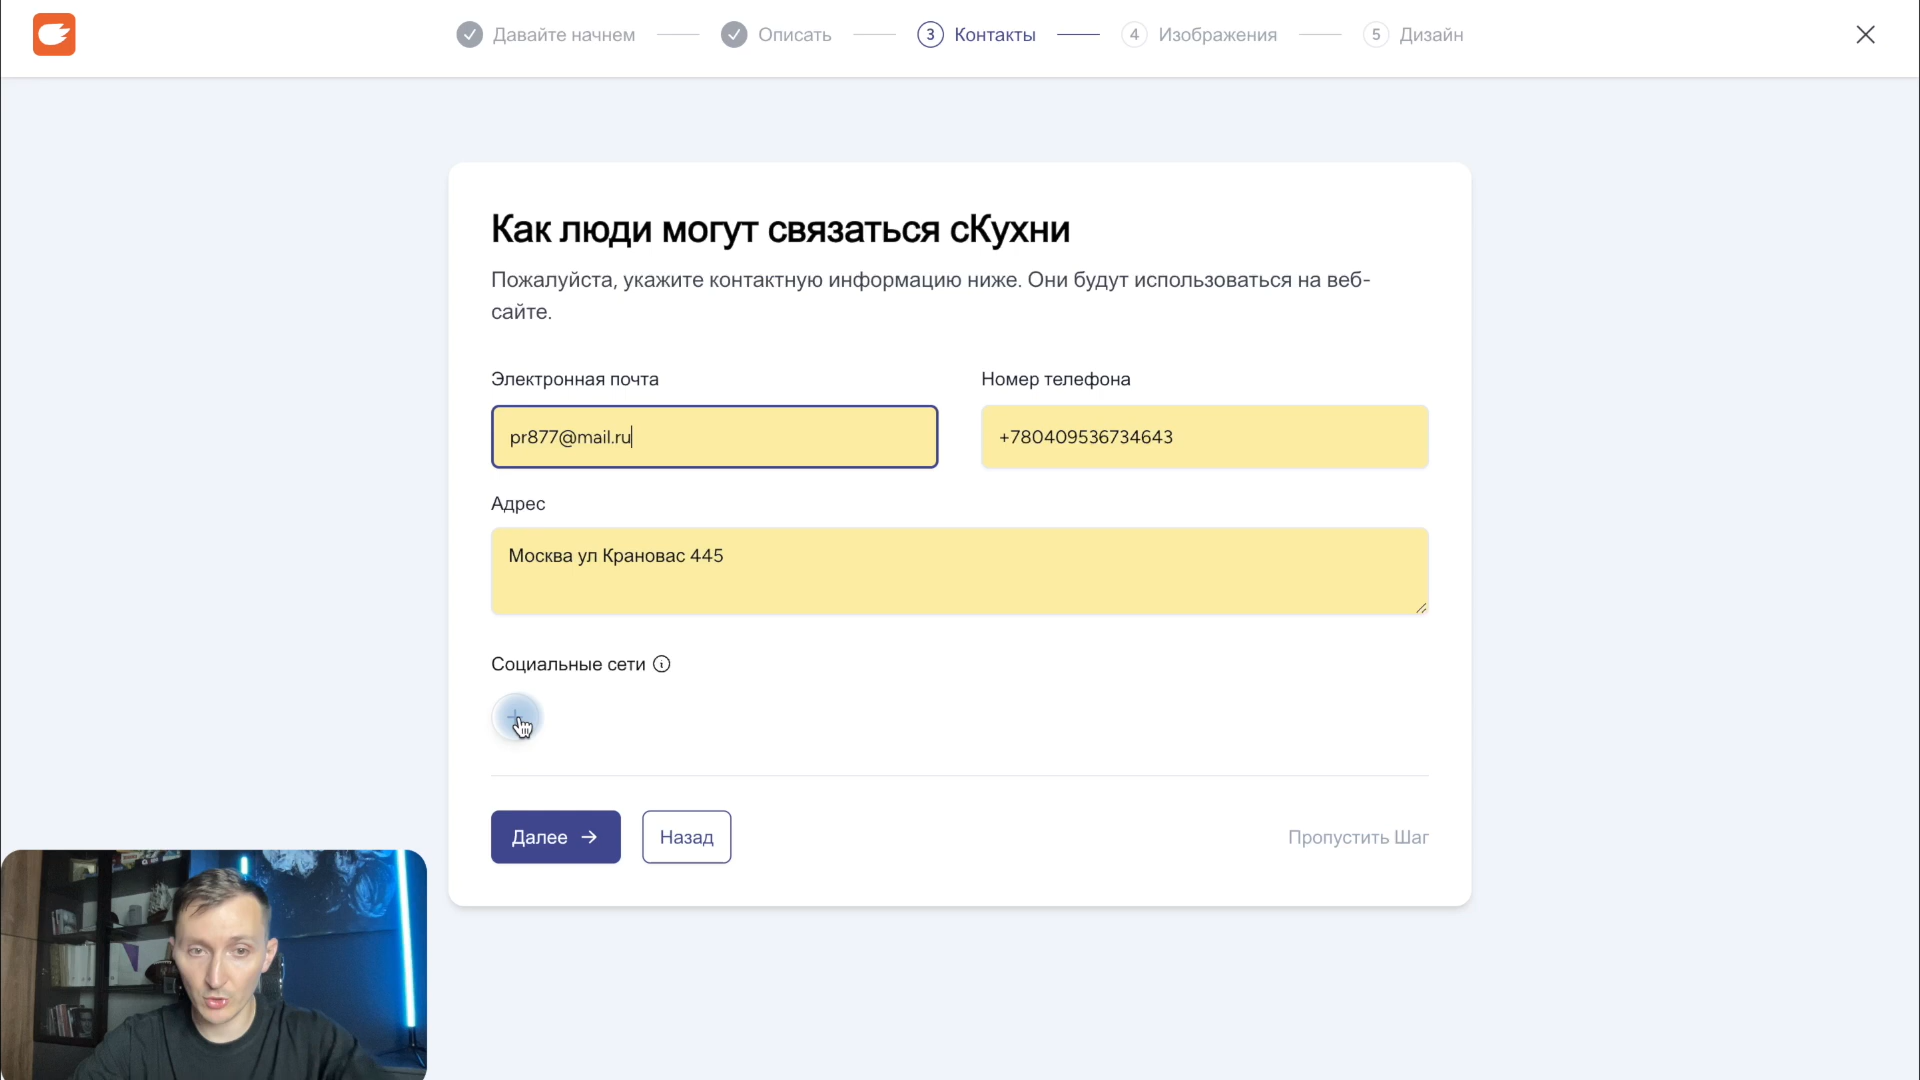 Давайте начнем
Описать
3 Контакты
4 Изображения
5 Дизайн
Как люди могут связаться сКухни
Пожалуйста, укажите контактную информацию ниже. Они будут использоваться на веб-
сайте.
Электронная почта
Номер телефона
pr877@mail.ru
+780409536734643
Адрес
Москва ул Крановас 445
Социальные сети
Далее
Назад
Пропустить Шаг